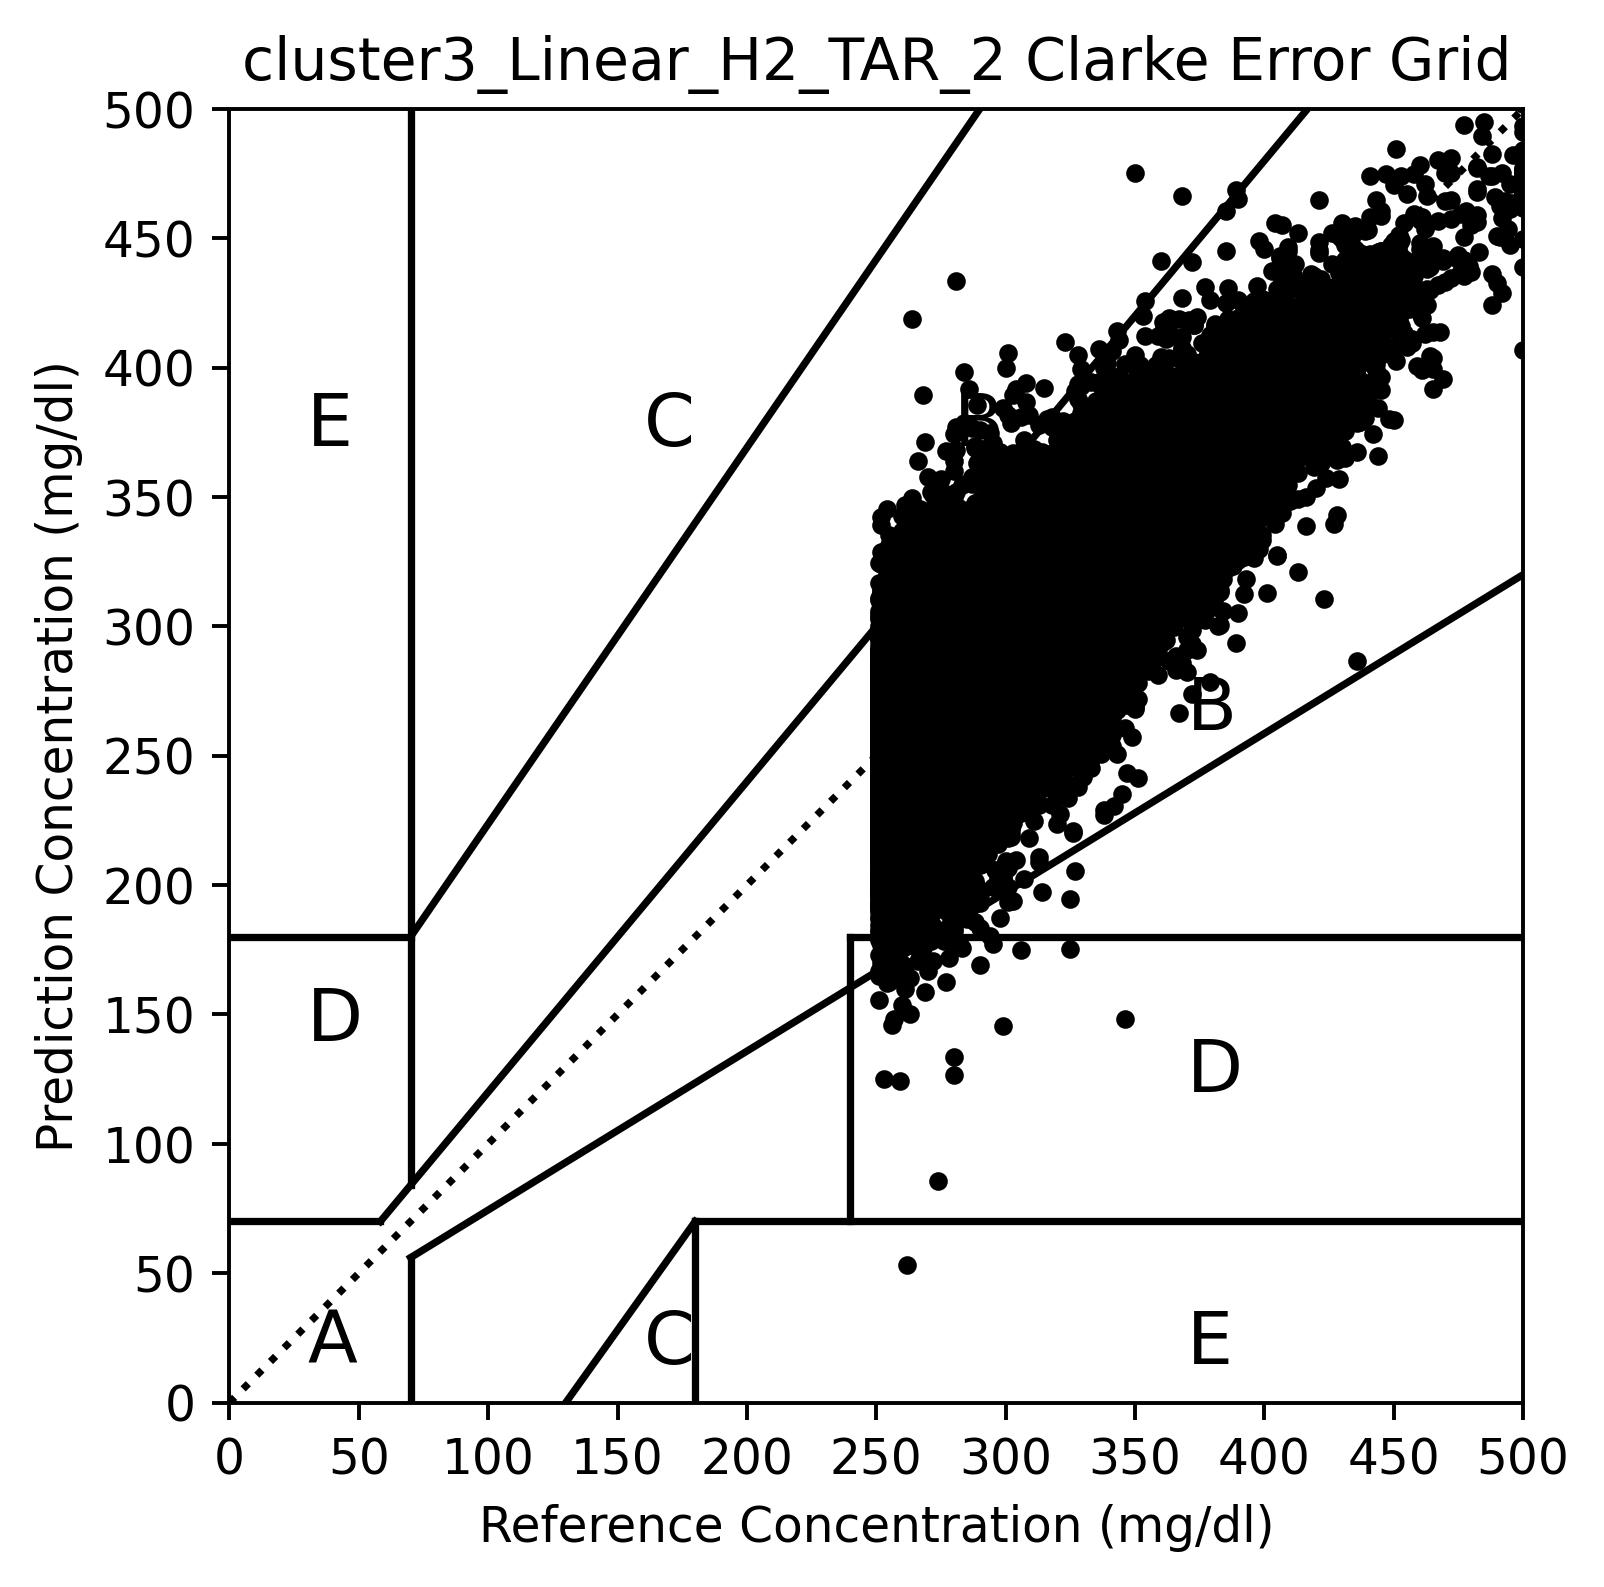 cluster3_Linear_H2_TAR_2 Clarke Error Grid
Prediction Concentration (mg/dl)
500
450
400
350
300
250
200
150
100
50
0
E
C
B
D
B
D
A
C
E
0 50 100 150 200 250 300 350 400 450 500
Reference Concentration (mg/dl)